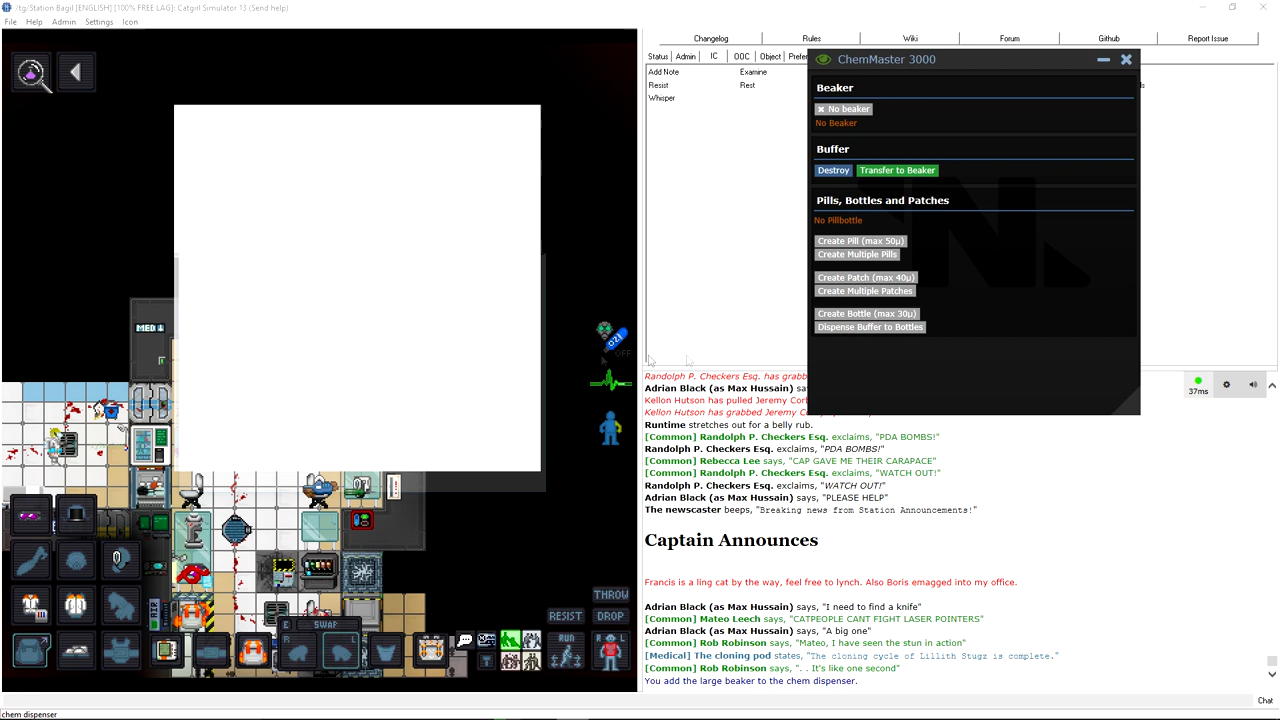 /tg/Station Bagil [ENGLISH] [100% FREE LAG]: Catgirl Simulator 13 (Send help)
File Help Admin Settings Icon
Changelog Rules Wiki Forum Github Report Issue
Status Admin IC OOC Object Prefer
Add Note Examine
Resist Rest
Whisper
ChemMaster 3000
Beaker
No beaker
No Beaker
Buffer
Destroy Transfer to Beaker
Pills, Bottles and Patches
No Pillbottle
Create Pill (max 50µ)
Create Multiple Pills
Create Patch (max 40µ)
Create Multiple Patches
Create Bottle (max 30µ)
Dispense Buffer to Bottles
MED
OFF
37ms
Randolph P. Checkers Esq. has grabb
Adrian Black (as Max Hussain) sa
Kellon Hutson has pulled Jeremy Corb
Kellon Hutson has grabbed Jeremy C
Runtime stretches out for a belly rub.
[Common] Randolph P. Checkers Esq. exclaims, "PDA BOMBS!"
Randolph P. Checkers Esq. exclaims, "PDA BOMBS!"
[Common] Rebecca Lee says, "CAP GAVE ME THEIR CARAPACE"
[Common] Randolph P. Checkers Esq. exclaims, "WATCH OUT!"
Randolph P. Checkers Esq. exclaims, "WATCH OUT!"
Adrian Black (as Max Hussain) says, "PLEASE HELP"
The newscaster beeps, "Breaking news from Station Announcements!"
Captain Announces
Francis is a ling cat by the way, feel free to lynch. Also Boris emagged into my office.
Adrian Black (as Max Hussain) says, "I need to find a knife"
[Common] Mateo Leech says, "CATPEOPLE CANT FIGHT LASER POINTERS"
Adrian Black (as Max Hussain) says, "A big one"
[Common] Rob Robinson says, "Mateo, I have seen the stun in action"
[Medical] The cloning pod states, "The cloning cycle of Lillith Stugz is complete."
[Common] Rob Robinson says, ". . It's like one second"
You add the large beaker to the chem dispenser.
THROW
RESIST DROP
E SWAP
R L RUN R L
Chat
chem dispenser